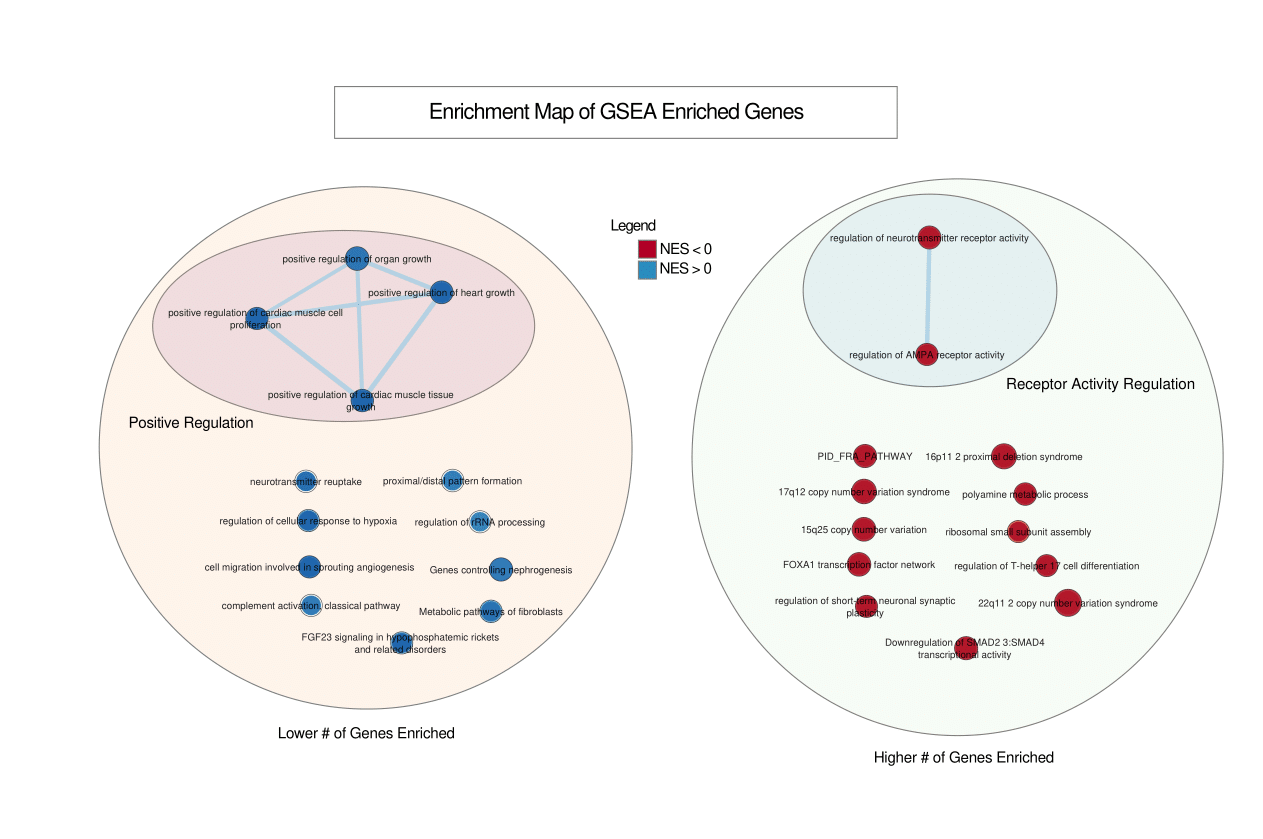 Enrichment Map of GSEA Enriched Genes
Legend
NES < 0
NES > 0
positive regulation of organ growth
positive regulation of heart growth
positive regulation of cardiac muscle cell
proliferation
positive regulation of cardiac muscle tissue
growth
Positive Regulation
neurotransmitter reuptake
proximal/distal pattern formation
regulation of cellular response to hypoxia
regulation of rRNA processing
cell migration involved in sprouting angiogenesis
Genes controlling nephrogenesis
complement activation, classical pathway
Metabolic pathways of fibroblasts
FGF23 signaling in hypophosphatemic rickets
and related disorders
Lower # of Genes Enriched
regulation of neurotransmitter receptor activity
regulation of AMPA receptor activity
Receptor Activity Regulation
PID_FRA_PATHWAY
16p11 2 proximal deletion syndrome
17q12 copy number variation syndrome
polyamine metabolic process
15q25 copy number variation
ribosomal small subunit assembly
FOXA1 transcription factor network
regulation of T-helper 17 cell differentiation
regulation of short-term neuronal synaptic
plasticity
22q11 2 copy number variation syndrome
Downregulation of SMAD2 3:SMAD4
transcriptional activity
Higher # of Genes Enriched